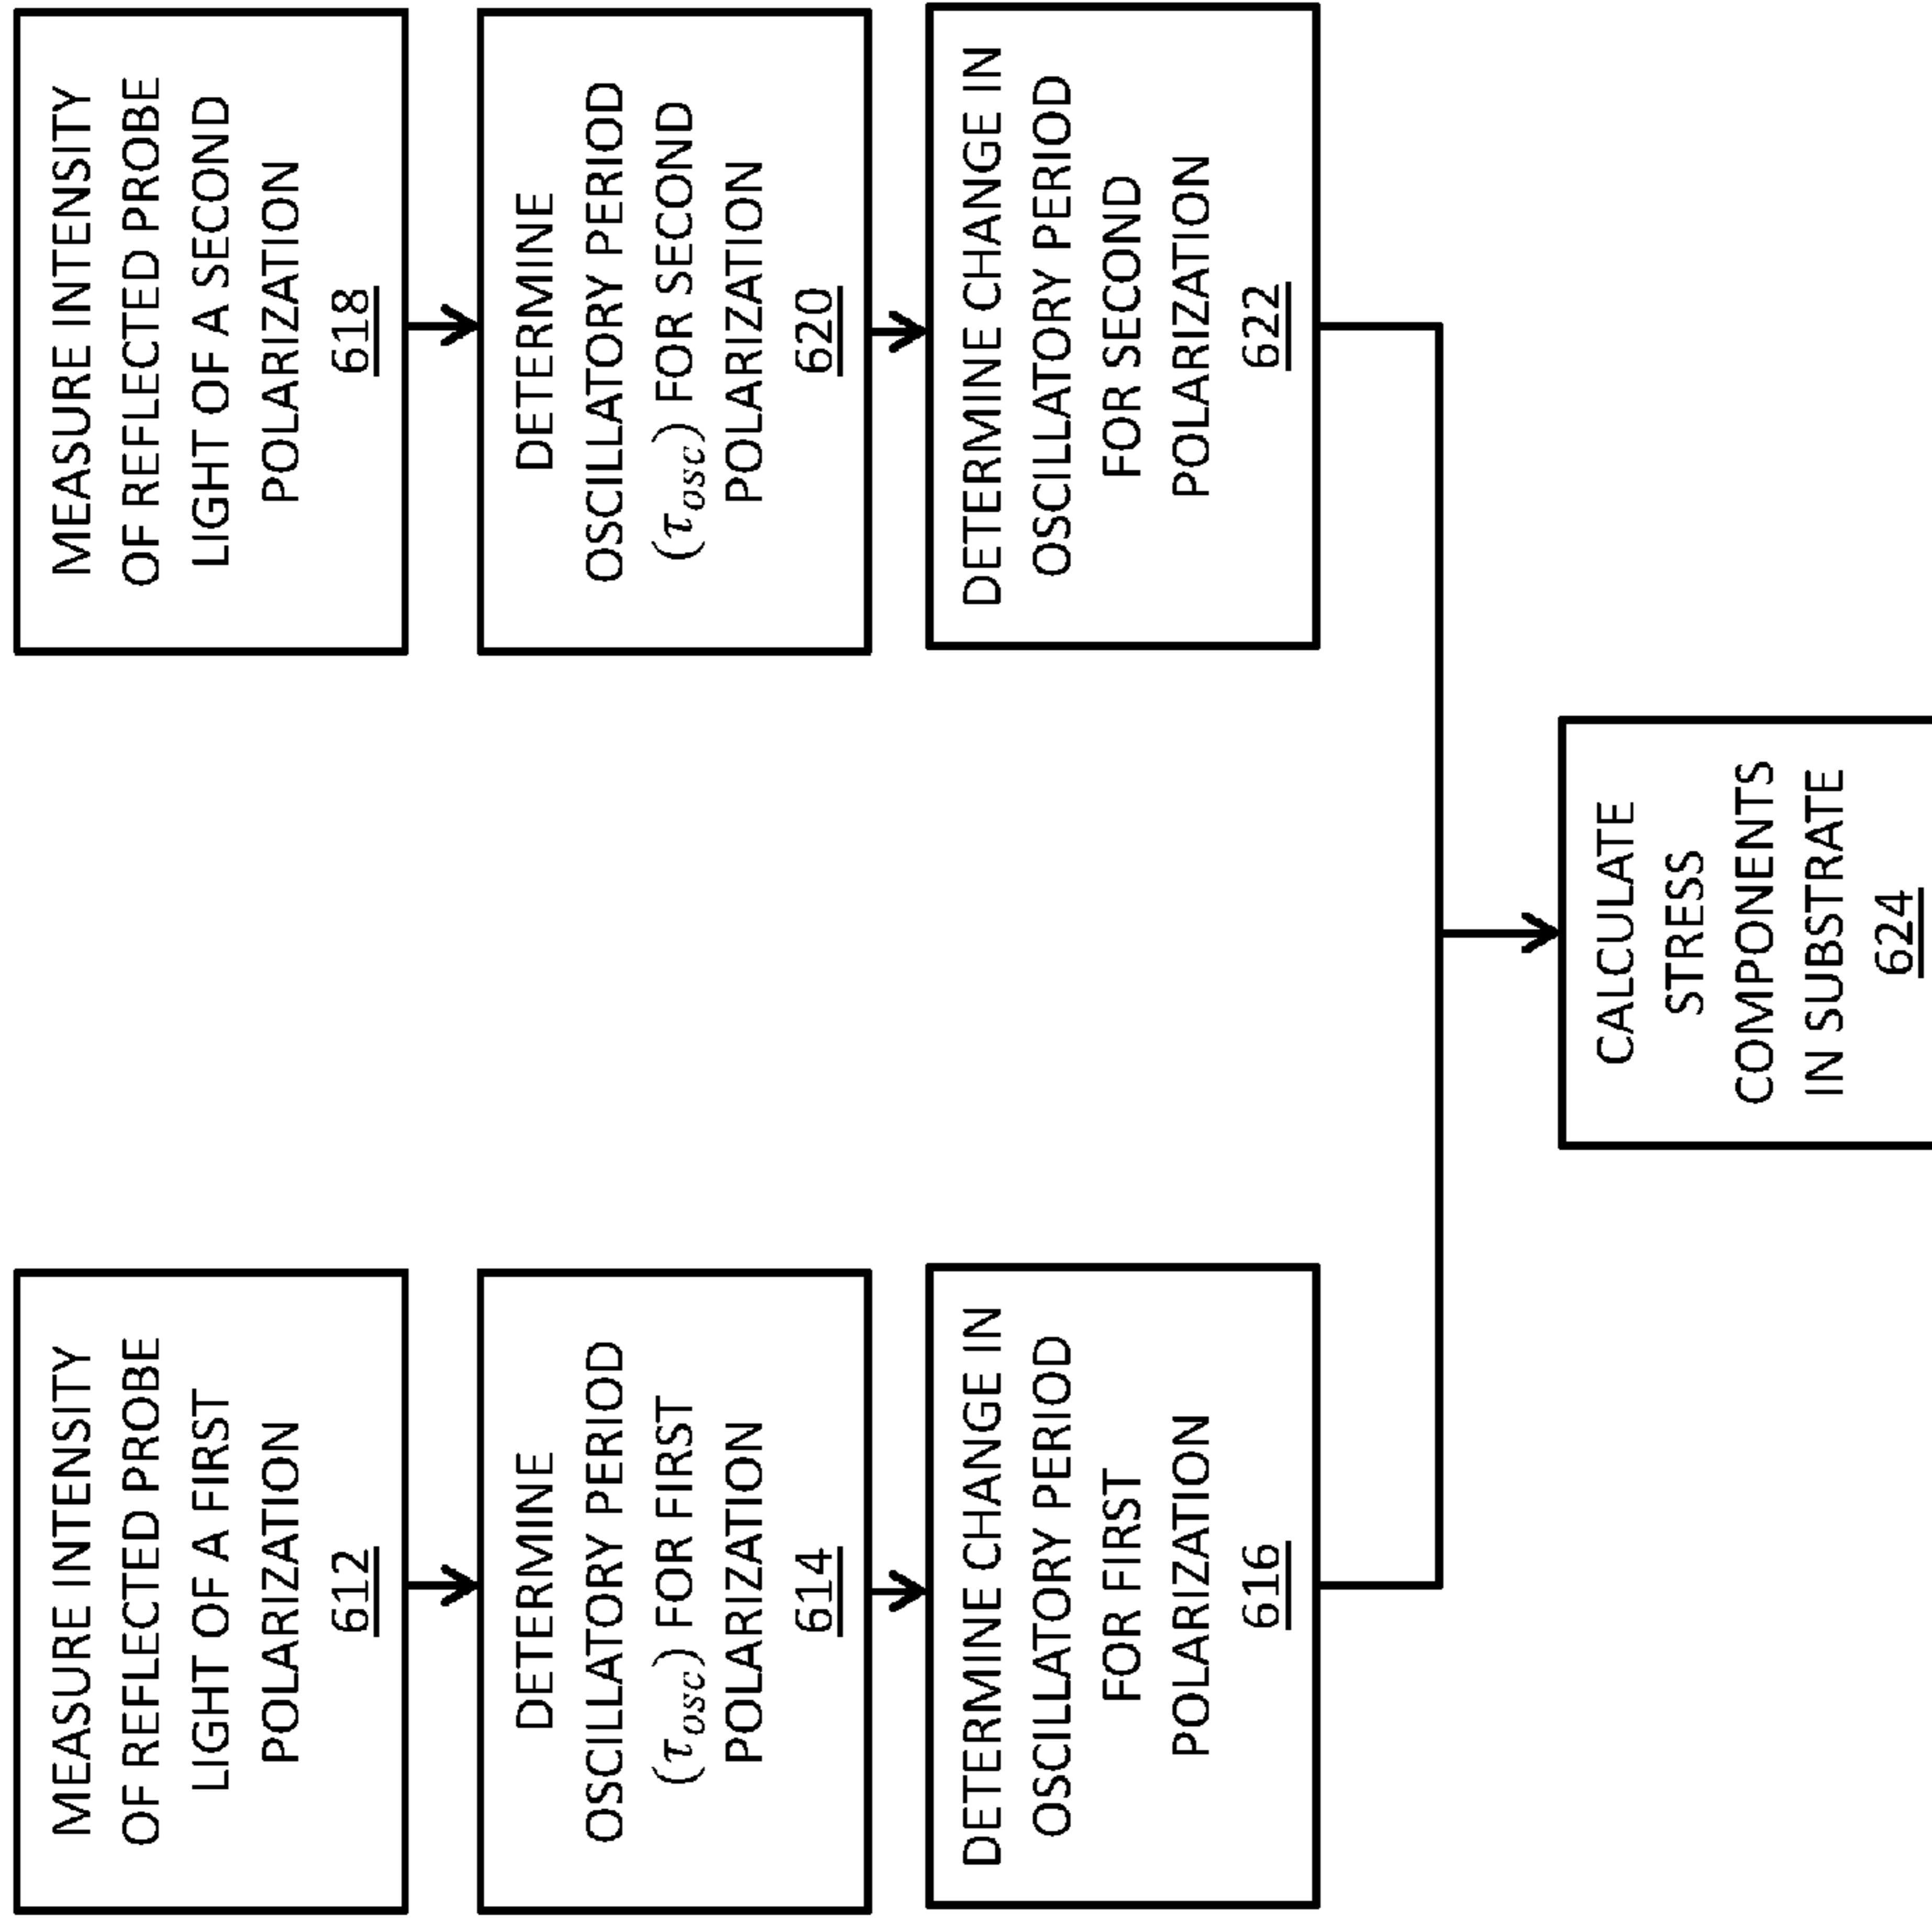 MEASURE INTENSITY
OF REFLECTED PROBE
LIGHT OF A FIRST
POLARIZATION
612
DETERMINE
OSCILLATORY PERIOD
(τosc) FOR FIRST
POLARIZATION
614
DETERMINE CHANGE IN
OSCILLATORY PERIOD
FOR FIRST
POLARIZATION
616
MEASURE INTENSITY
OF REFLECTED PROBE
LIGHT OF A SECOND
POLARIZATION
618
DETERMINE
OSCILLATORY PERIOD
(τosc) FOR SECOND
POLARIZATION
620
DETERMINE CHANGE IN
OSCILLATORY PERIOD
FOR SECOND
POLARIZATION
622
CALCULATE
STRESS
COMPONENTS
IN SUBSTRATE
624